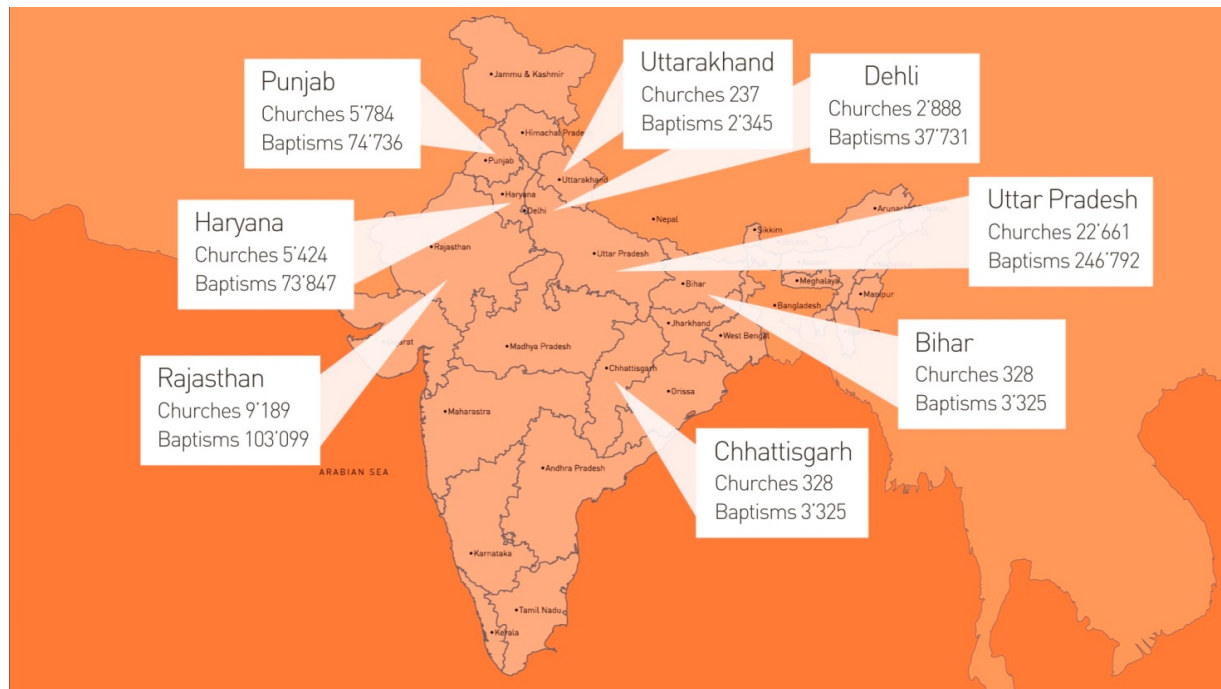 Punjab
Churches 5’784
Baptisms 74’736
Uttarakhand
Churches 237
Baptisms 2’345
Dehli
Churches 2’888
Baptisms 37’731
Haryana
Churches 5’424
Baptisms 73’847
Uttar Pradesh
Churches 22’661
Baptisms 246’792
Rajasthan
Churches 9’189
Baptisms 103’099
Bihar
Churches 328
Baptisms 3’325
Chhattisgarh
Churches 328
Baptisms 3’325
Jammu & Kashmir
Himachal Prade
Punjab
Uttarakhand
Haryana
Delhi
Nepal
Sikkim
Rajasthan
Uttar Pradesh
Bihar
Meghalaya
Manipur
Bangladesh
Jharkhand
West Bengal
Madhya Pradesh
Chhattisgarh
Orissa
Maharastra
ARABIAN SEA
Andhra Pradesh
Karnataka
Tamil Nadu
Kerala